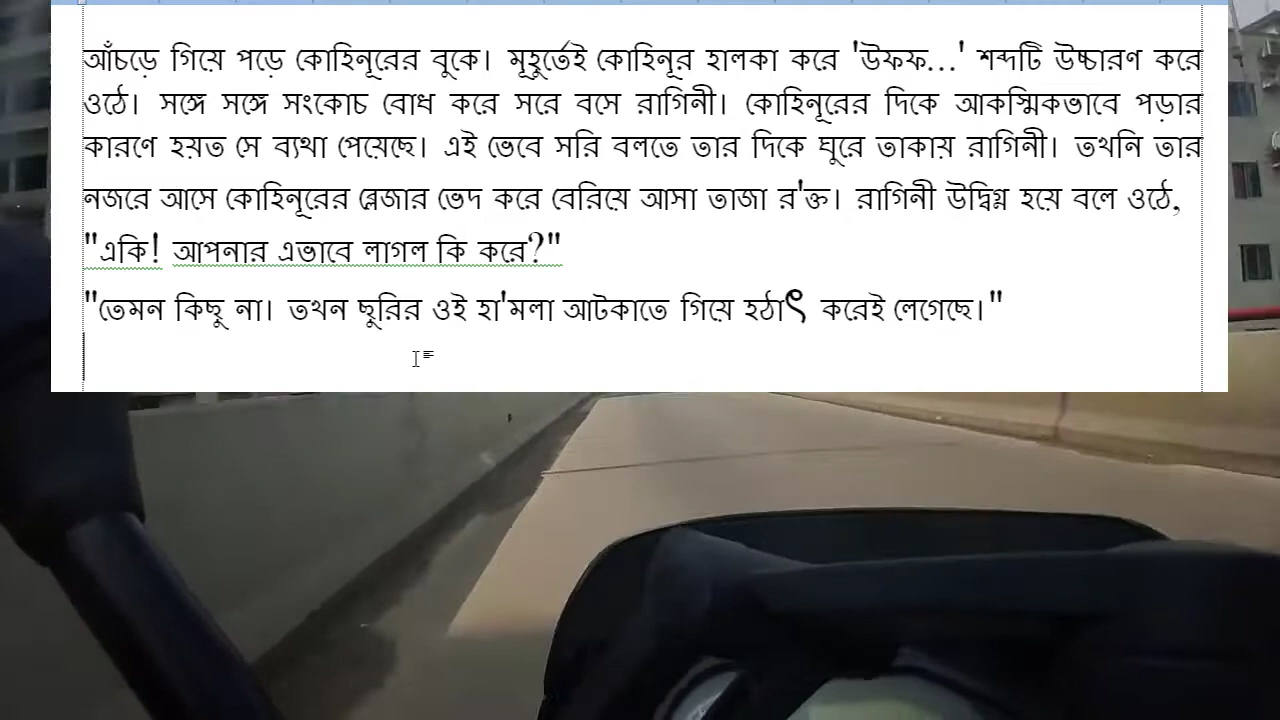 আঁচড়ে গিয়ে পড়ে কোহিনূরের বুকে। মূহুর্তেই কোহিনূর হালকা করে 'উফফ...' শব্দটি উচ্চারণ করে
ওঠে। সঙ্গে সঙ্গে সংকোচ বোধ করে সরে বসে রাগিনী। কোহিনূরের দিকে আকস্মিকভাবে পড়ার
কারণে হয়ত সে ব্যথা পেয়েছে। এই ভেবে সরি বলতে তার দিকে ঘুরে তাকায় রাগিনী। তখনি তার
নজরে আসে কোহিনূরের ব্লেজার ভেদ করে বেরিয়ে আসা তাজা র'ক্ত। রাগিনী উদ্বিগ্ন হয়ে বলে ওঠে,
"একি! আপনার এভাবে লাগল কি করে?"
"তেমন কিছু না। তখন ছুরির ওই হা'মলা আটকাতে গিয়ে হঠাৎ করেই লেগেছে।"